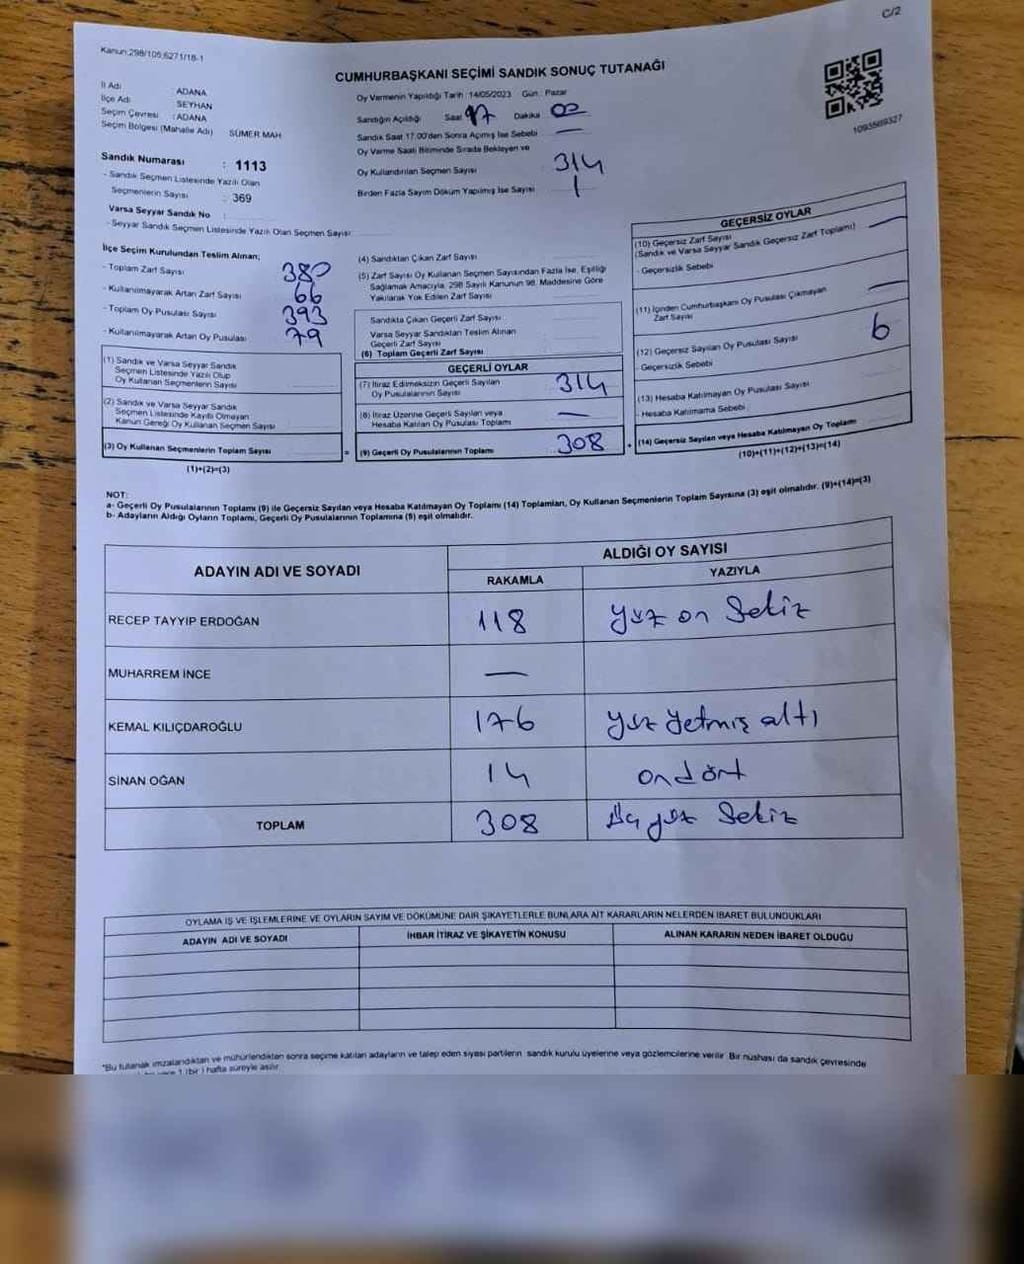 C/2
Kanun:298/105;6271/18-1
CUMHURBAŞKANI SEÇİMİ SANDIK SONUÇ TUTANAĞI
İl Adı : ADANA
İlçe Adı SEYHAN
Seçim Çevresi : ADANA
Seçim Bölgesi (Mahalle Adı) SÜMER MAH
Sandık Numarası : 1113
- Sandık Seçmen Listesinde Yazılı Olan
Seçmenlerin Sayısı : 369
Varsa Seyyar Sandık No :
- Seyyar Sandık Seçmen Listesinde Yazılı Olan Seçmen Sayısı
Oy Vermenin Yapıldığı Tarih : 14/05/2023 Gün : Pazar
Sandığın Açıldığı Saat 17 Dakika 02
Sandık Saat 17.00'den Sonra Açımış İse Sebebi —
Oy Verme Saati Bitiminde Sırada Bekleyen ve
Oy Kullandırılan Seçmen Sayısı 314
Birden Fazla Sayım Döküm Yapılmış İse Sayısı 1
1093569327
İlçe Seçim Kurulundan Teslim Alınan;
- Toplam Zarf Sayısı 380
- Kullanılmayarak Artan Zarf Sayısı 66
- Toplam Oy Pusulası Sayısı 393
- Kullanılmayarak Artan Oy Pusulası 79
(1) Sandık ve Varsa Seyyar Sandık
Seçmen Listesinde Yazılı Olup
Oy Kullanan Seçmenlerin Sayısı
(2) Sandık ve Varsa Seyyar Sandık
Seçmen Listesinde Kayıtlı Olmayan
Kanun Gereği Oy Kullanan Seçmen Sayısı
(3) Oy Kullanan Seçmenlerin Toplam Sayısı
(1)+(2)=(3)
=
(4) Sandıktan Çıkan Zarf Sayısı
(5) Zarf Sayısı Oy Kullanan Seçmen Sayısından Fazla İse, Eşitliği
Sağlamak Amacıyla, 298 Sayılı Kanunun 98. Maddesine Göre
Yakılarak Yok Edilen Zarf Sayısı
Sandıkta Çıkan Geçerli Zarf Sayısı
Varsa Seyyar Sandıktan Teslim Alınan
Geçerli Zarf Sayısı
(6) Toplam Geçerli Zarf Sayısı
GEÇERLİ OYLAR
(7) İtiraz Edilmeksizin Geçerli Sayılan
Oy Pusulalarının Sayısı 314
(8) İtiraz Üzerine Geçerli Sayılan veya
Hesaba Katılan Oy Pusulası Toplamı —
(9) Geçerli Oy Pusulalarının Toplamı 308
+
GEÇERSİZ OYLAR
(10) Geçersiz Zarf Sayısı
(Sandık ve Varsa Seyyar Sandık Geçersiz Zarf Toplamı) —
- Geçersizlik Sebebi
(11) İçinden Cumhurbaşkanı Oy Pusulası Çıkmayan
Zarf Sayısı —
(12) Geçersiz Sayılan Oy Pusulası Sayısı 6
- Geçersizlik Sebebi
(13) Hesaba Katılmayan Oy Pusulası Sayısı
- Hesaba Katılmama Sebebi
(14) Geçersiz Sayılan veya Hesaba Katılmayan Oy Toplamı
(10)+(11)+(12)+(13)=(14)
NOT:
a- Geçerli Oy Pusulalarının Toplamı (9) ile Geçersiz Sayılan veya Hesaba Katılmayan Oy Toplamı (14) Toplamları, Oy Kullanan Seçmenlerin Toplam Sayısına (3) eşit olmalıdır. (9)+(14)=(3)
b- Adayların Aldığı Oyların Toplamı, Geçerli Oy Pusulalarının Toplamına (9) eşit olmalıdır.
ADAYIN ADI VE SOYADI
ALDIĞI OY SAYISI
RAKAMLA YAZIYLA
RECEP TAYYIP ERDOĞAN 118 yüz on sekiz
MUHARREM İNCE —
KEMAL KILIÇDAROĞLU 176 yüz yetmiş altı
SİNAN OĞAN 14 ondört
TOPLAM 308 üç yüz sekiz
OYLAMA İŞ VE İŞLEMLERİNE VE OYLARIN SAYIM VE DÖKÜMÜNE DAİR ŞİKAYETLERLE BUNLARA AİT KARARLARIN NELERDEN İBARET BULUNDUKLARI
ADAYIN ADI VE SOYADI İHBAR İTİRAZ VE ŞİKAYETİN KONUSU ALINAN KARARIN NEDEN İBARET OLDUĞU
*Bu tutanak imzalandıktan ve mühürlendikten sonra seçime katılan adayların ve talep eden siyasi partilerin sandık kurulu üyelerine veya gözlemcilerine verilir. Bir nüshası da sandık çevresinde
1 (bir) hafta süreyle asılır